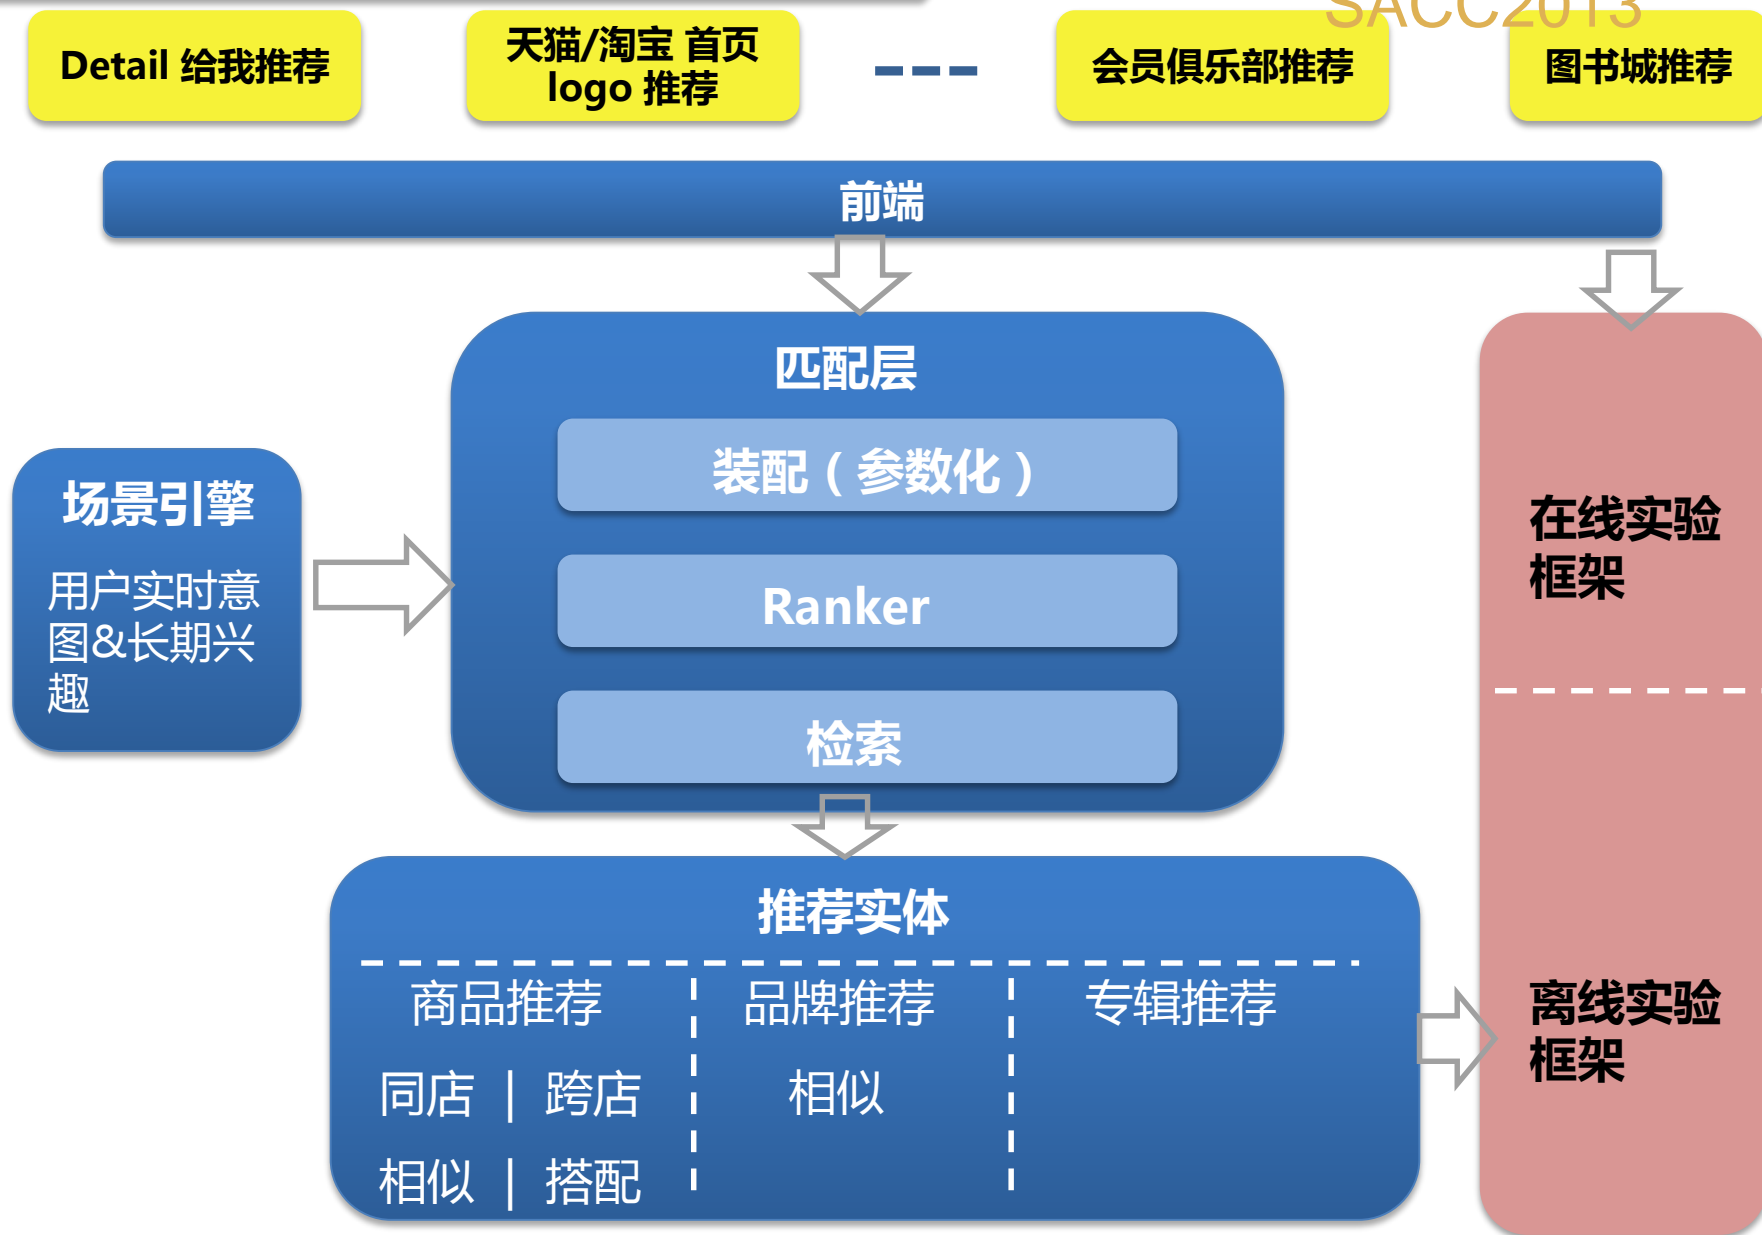 SACC2013
Detail 给我推荐
天猫/淘宝 首页
logo 推荐
会员俱乐部推荐
图书城推荐
前端
匹配层
装配（参数化）
Ranker
检索
场景引擎
用户实时意
图&长期兴
趣
在线实验
框架
推荐实体
商品推荐
品牌推荐
专辑推荐
同店 | 跨店
相似
相似 | 搭配
离线实验
框架